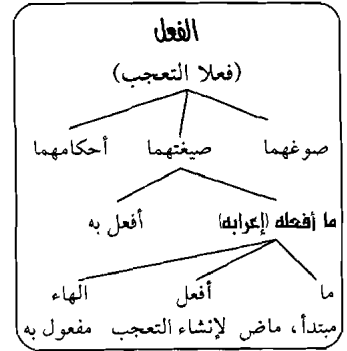 الفعل
(فعلا التعجب)
صوغهما صيغتهما أحكامهما
ما أفعله (إعرابه) أفعل به
ما أفعل الهاء
مبتدأ، ماض لإنشاء التعجب مفعول به